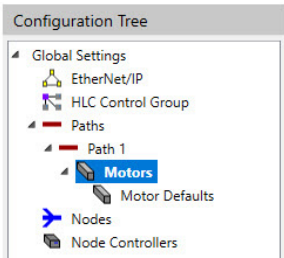 Configuration Tree
Global Settings
EtherNet/IP
HLC Control Group
Paths
Path 1
Motors
Motor Defaults
Nodes
Node Controllers